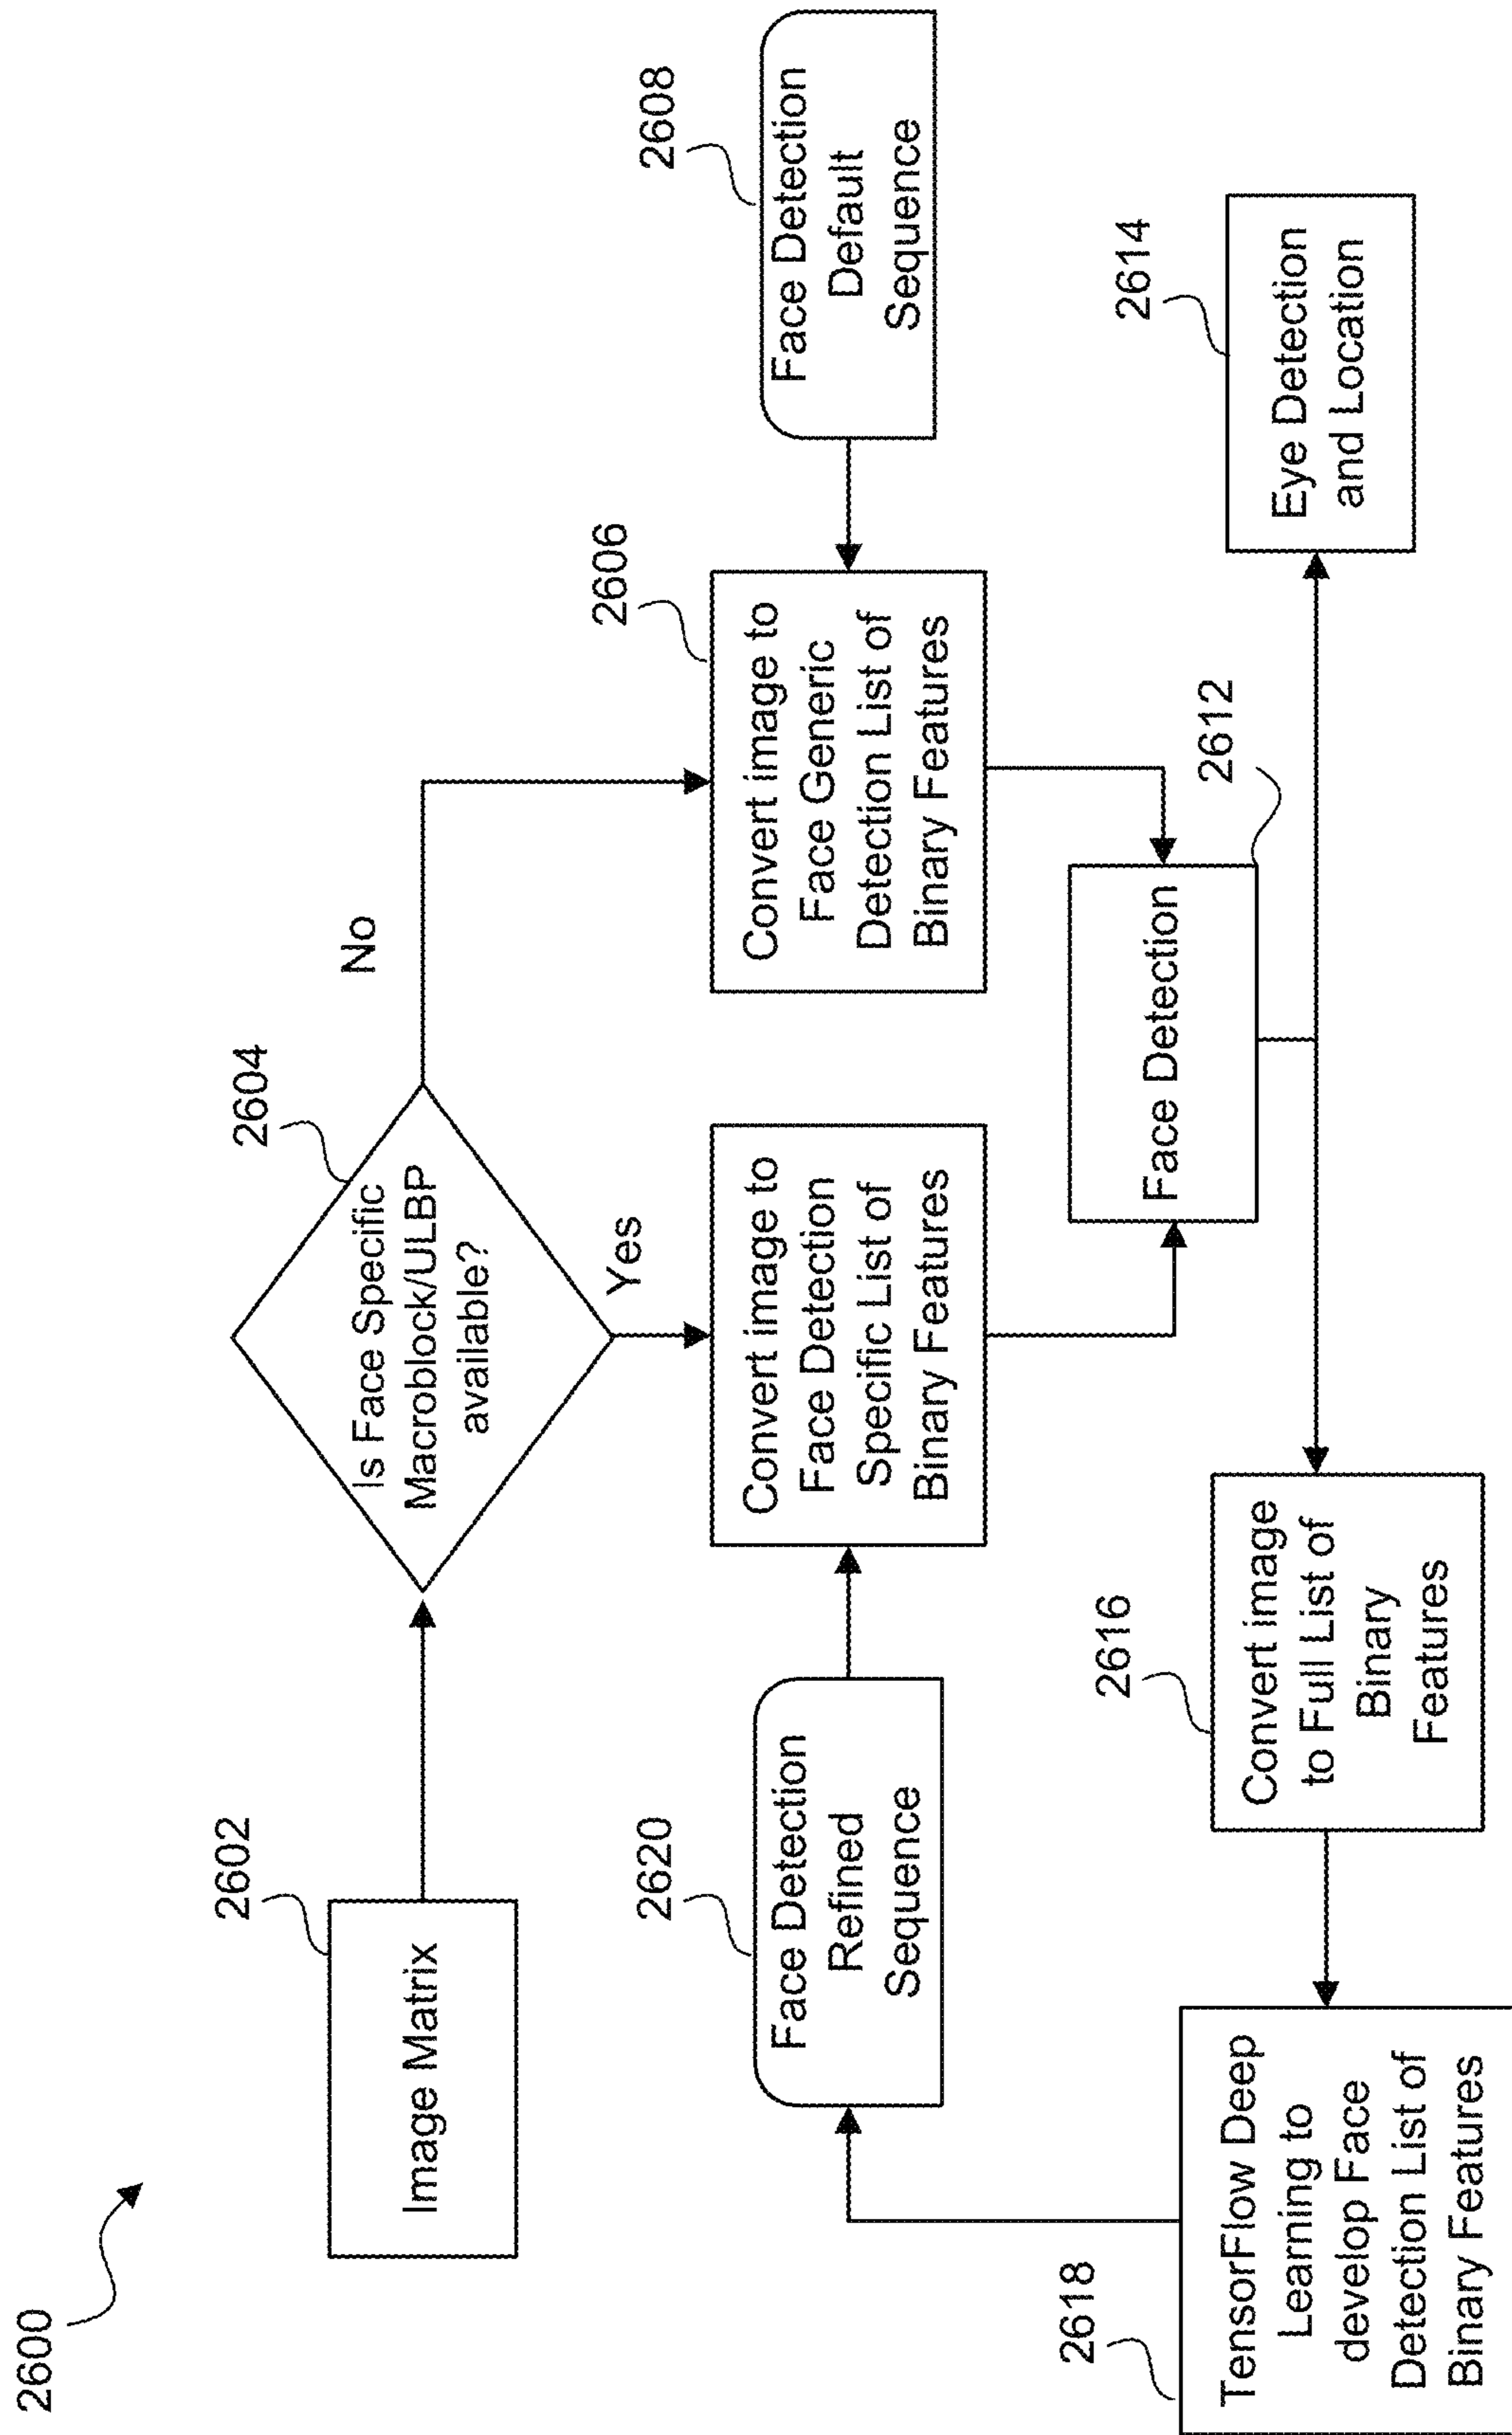 2600
2602
Image Matrix
2604
Is Face Specific
Macroblock/ULBP
available?
No
Yes
2620
Face Detection
Refined
Sequence
Convert image to
Face Detection
Specific List of
Binary Features
2606
Convert image to
Face Generic
Detection List of
Binary Features
2608
Face Detection
Default
Sequence
Face Detection
2612
2618
TensorFlow Deep
Learning to
develop Face
Detection List of
Binary Features
2616
Convert image
to Full List of
Binary
Features
2614
Eye Detection
and Location